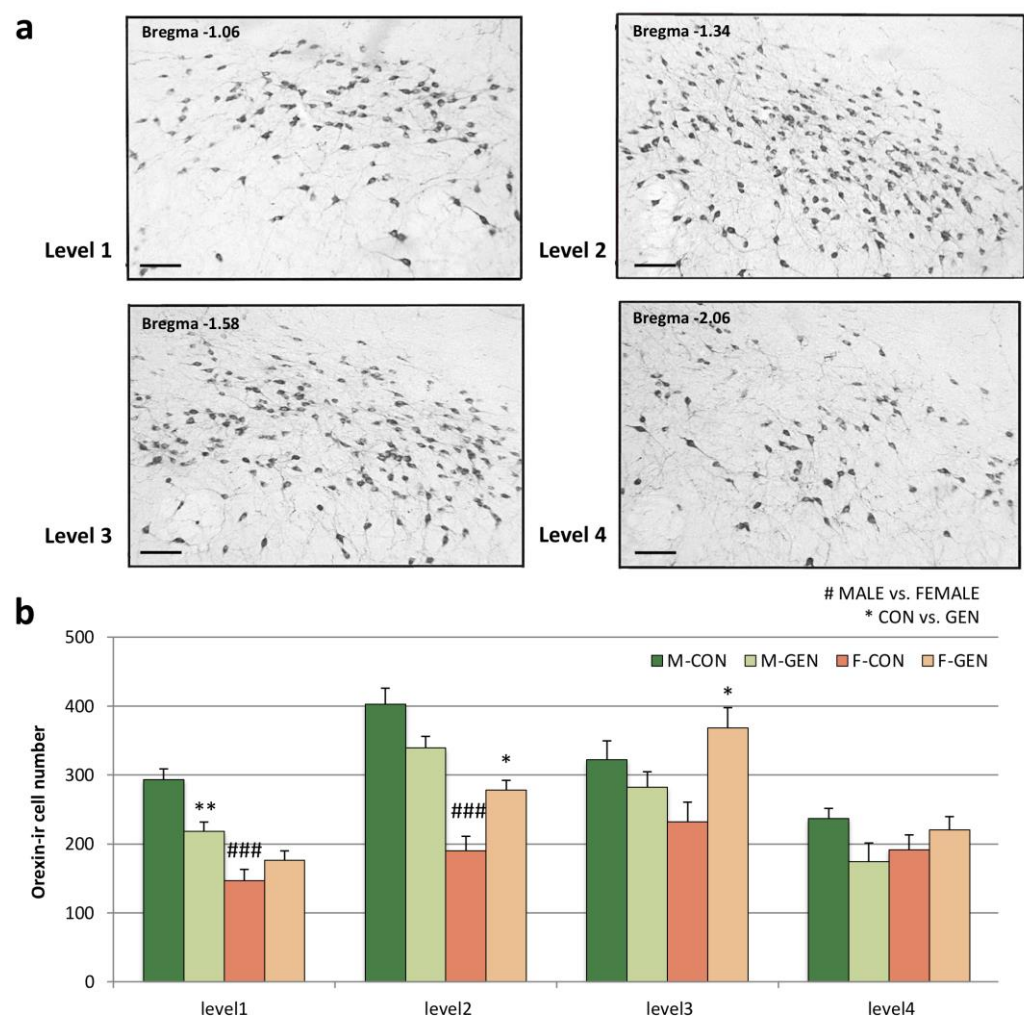 a
Bregma -1.06
Bregma -1.34
Level 1
Level 2
Bregma -1.58
Bregma -2.06
Level 3
Level 4
# MALE vs. FEMALE
* CON vs. GEN
b
500
M-CON M-GEN F-CON F-GEN
*
400
*
300
###
**
###
200
100
0
Orexin-ir cell number
level1 level2 level3 level4